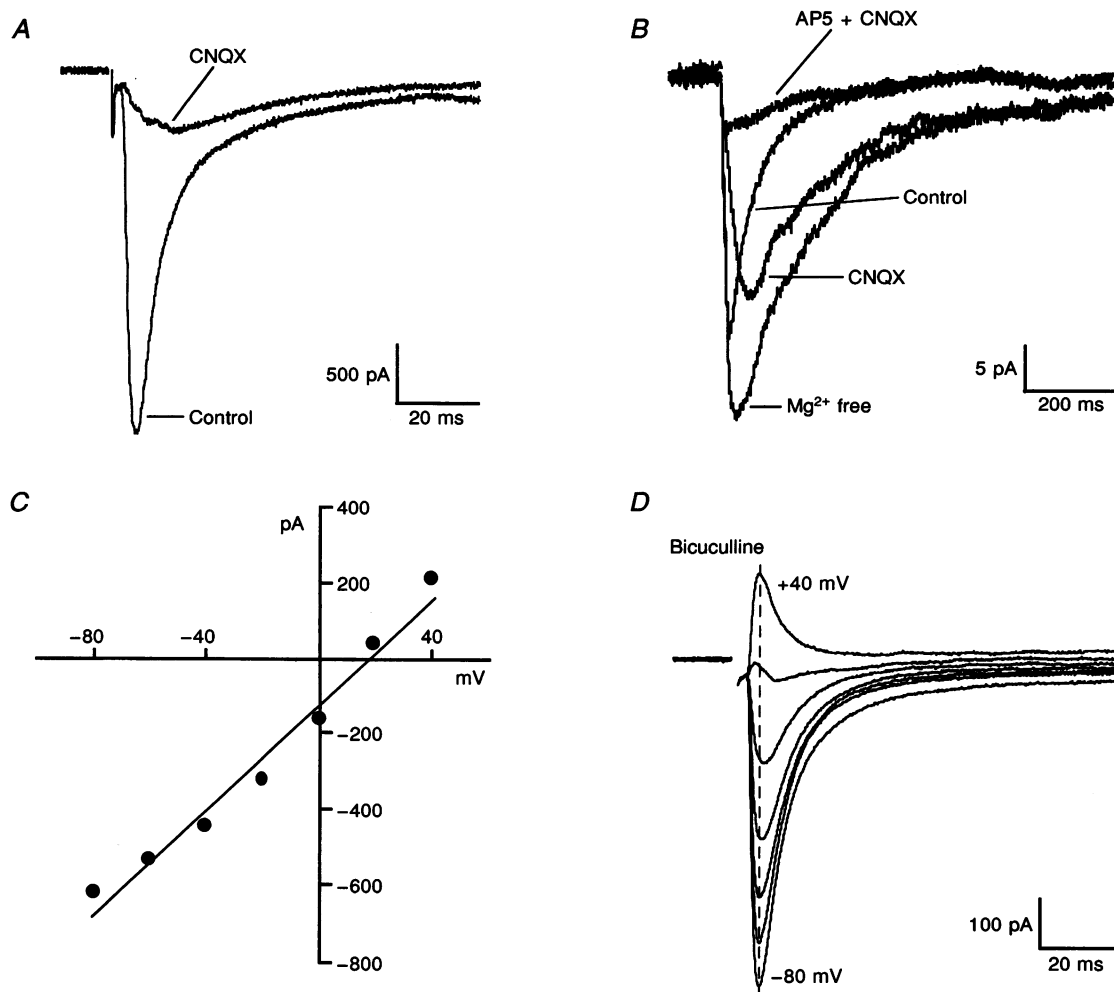 A
CNQX
Control
500 pA
20 ms
B
AP5 + CNQX
Control
CNQX
Mg²⁺ free
5 pA
200 ms
C
pA
400
200
−80
−40
40
mV
−200
−400
−600
−800
D
Bicuculline
+40 mV
−80 mV
100 pA
20 ms